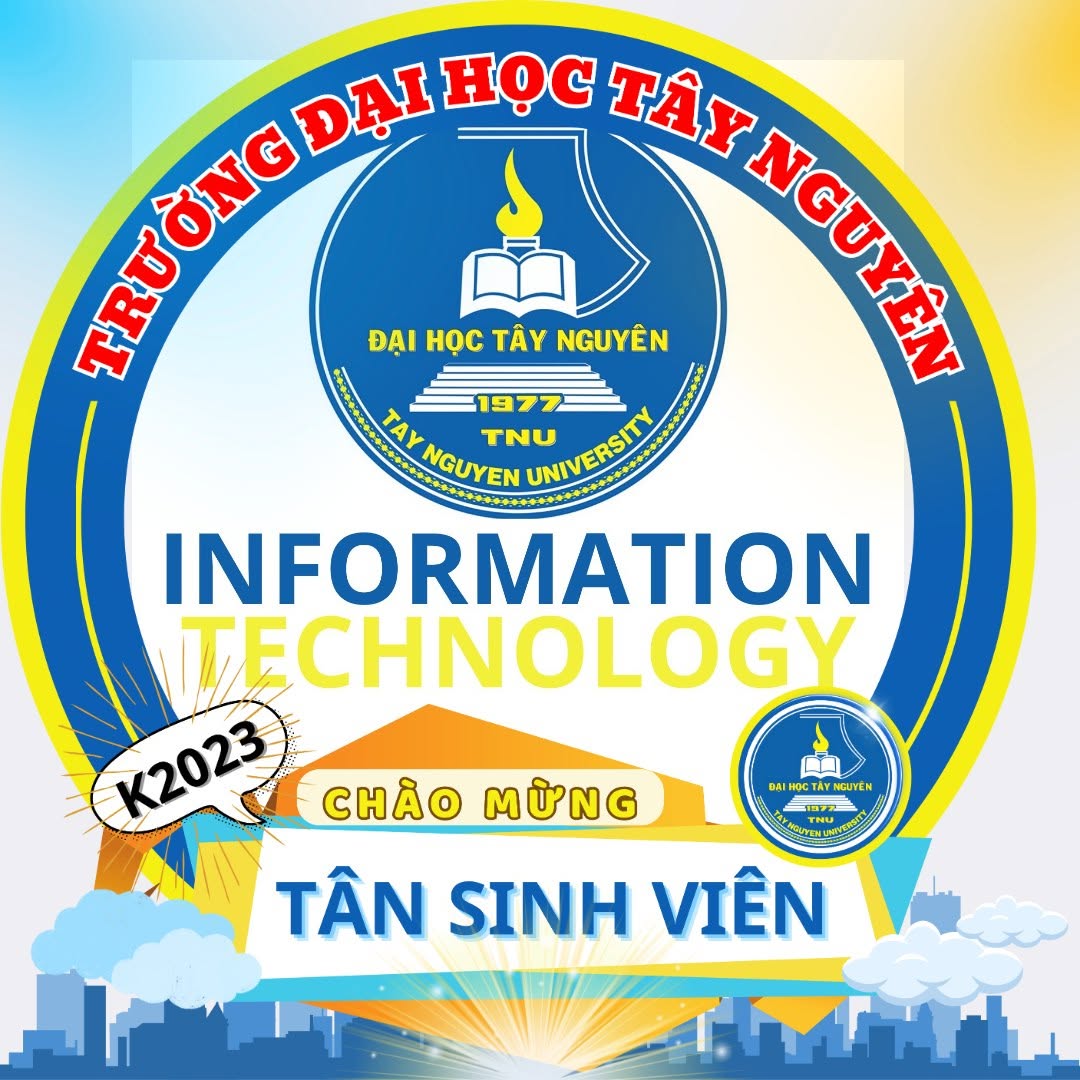 TRƯỜNG ĐẠI HỌC TÂY NGUYÊN
ĐẠI HỌC TÂY NGUYÊN
1977
TNU
TAY NGUYEN UNIVERSITY
INFORMATION
TECHNOLOGY
K2023
CHÀO MỪNG
ĐẠI HỌC TÂY NGUYÊN
1977
TNU
TAY NGUYEN UNIVERSITY
TÂN SINH VIÊN